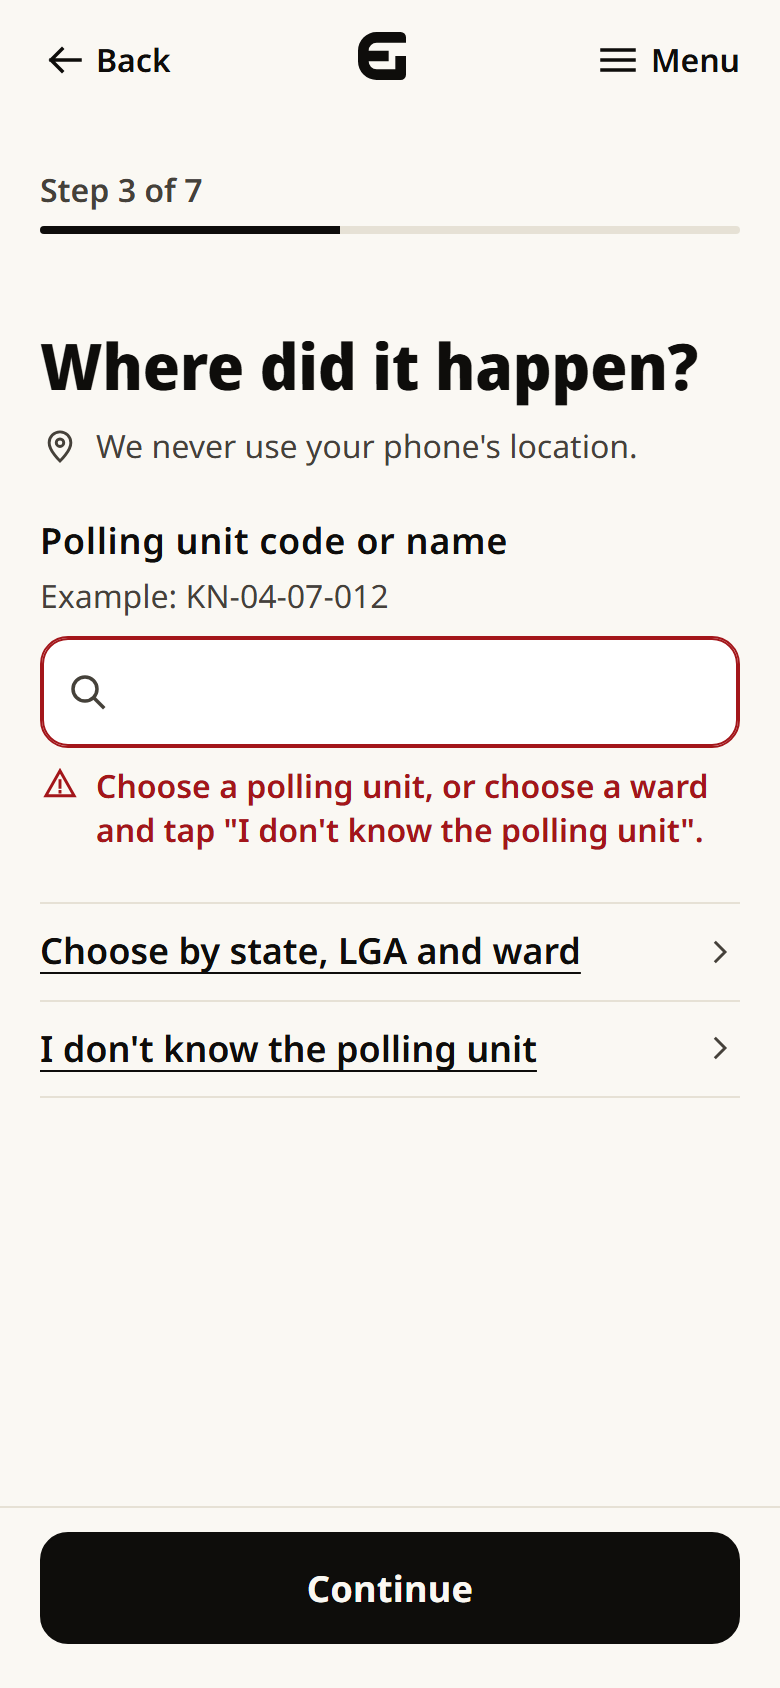 Back
Menu
Step 3 of 7
Where did it happen?
We never use your phone's location.
Polling unit code or name
Example: KN-04-07-012
Choose a polling unit, or choose a ward
and tap "I don't know the polling unit".
Choose by state, LGA and ward
I don't know the polling unit
Continue